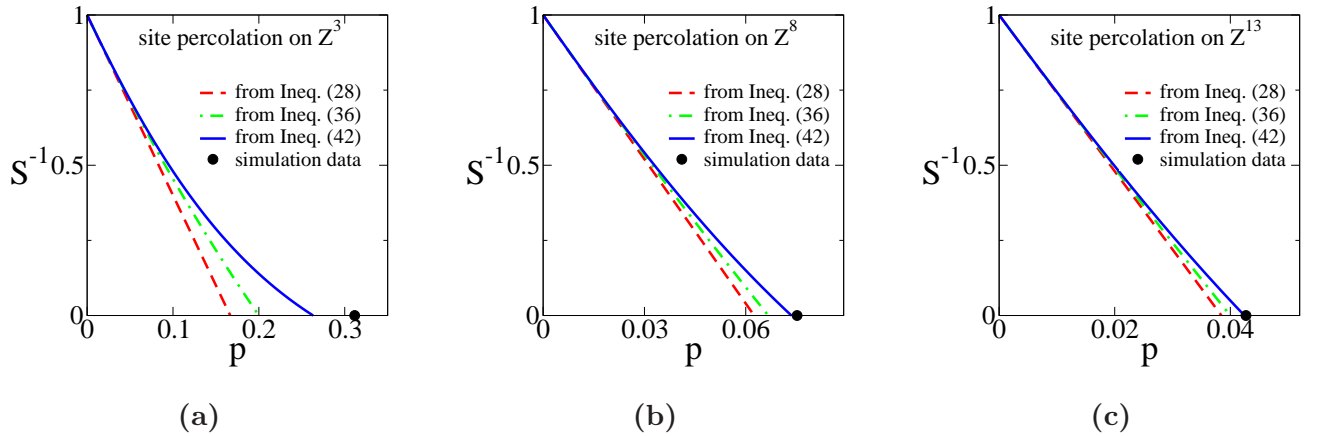 1
site percolation on Z^3
from Ineq. (28)
from Ineq. (36)
from Ineq. (42)
simulation data
S^-1
0.5
0
0
0.1
0.2
0.3
p
(a)
1
site percolation on Z^8
from Ineq. (28)
from Ineq. (36)
from Ineq. (42)
simulation data
S^-1
0.5
0
0
0.03
0.06
p
(b)
1
site percolation on Z^13
from Ineq. (28)
from Ineq. (36)
from Ineq. (42)
simulation data
S^-1
0.5
0
0
0.02
0.04
p
(c)